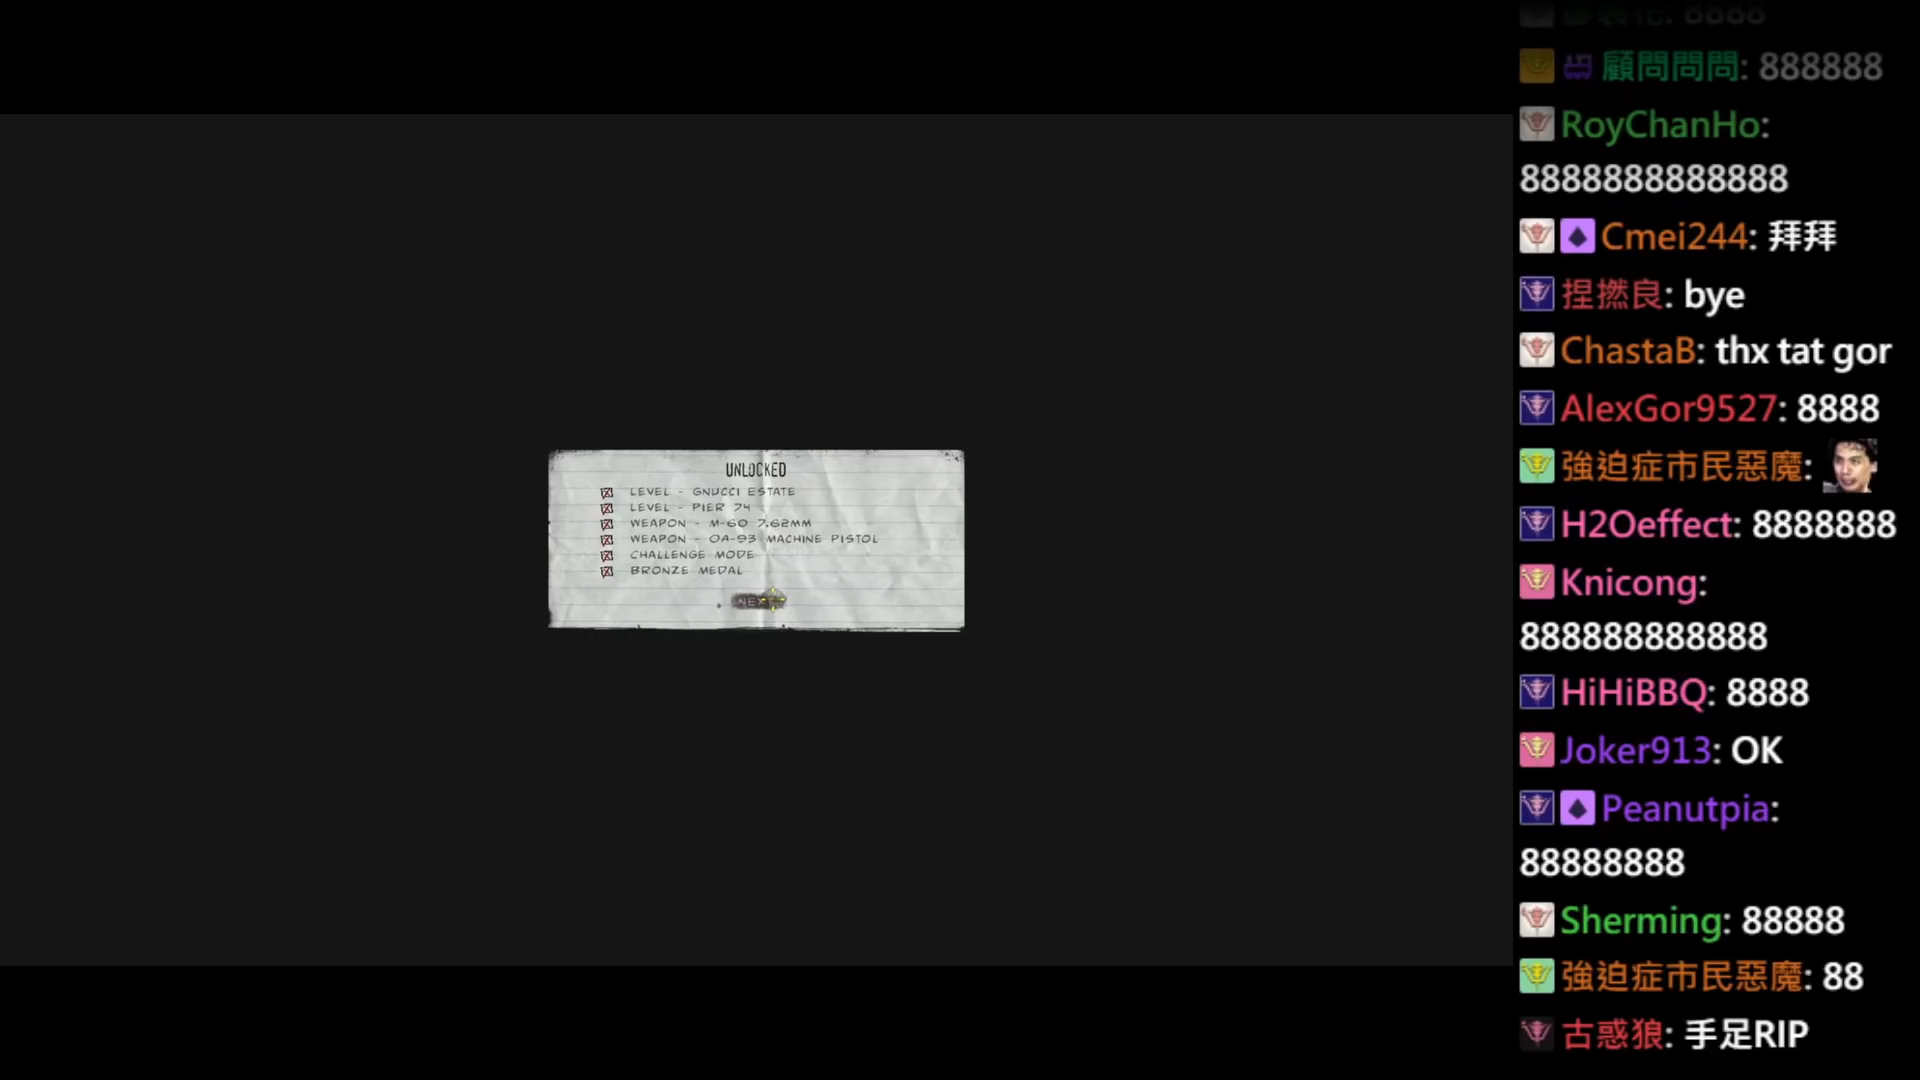 UNLOCKED
LEVEL - GNUCCI ESTATE
LEVEL - PIER 74
WEAPON - M-60 7.62MM
WEAPON - OA-93 MACHINE PISTOL
CHALLENGE MODE
BRONZE MEDAL
NEXT
8888
顧問問問: 888888
RoyChanHo:
8888888888888
Cmei244: 拜拜
捏撚良: bye
ChastaB: thx tat gor
AlexGor9527: 8888
強迫症市民惡魔:
H2Oeffect: 8888888
Knicong:
888888888888
HiHiBBQ: 8888
Joker913: OK
Peanutpia:
88888888
Sherming: 88888
強迫症市民惡魔: 88
古惑狼: 手足RIP